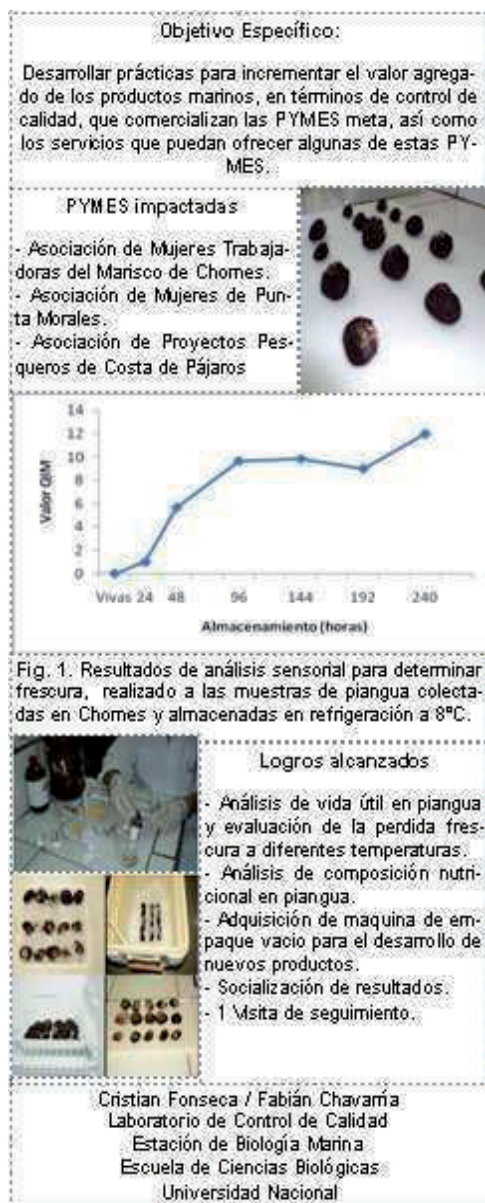 Objetivo Específico:
Desarrollar prácticas para incrementar el valor agrega-
do de los productos marinos, en términos de control de
calidad, que comercializan las PYMES meta, así como
los servicios que puedan ofrecer algunas de estas PY-
MES.
PYMES impactadas
- Asociación de Mujeres Trabaja-
doras del Marisco de Chomes.
- Asociación de Mujeres de Pun-
ta Morales.
- Asociación de Proyectos Pes-
queros de Costa de Pájaros
14
12
10
8
6
4
2
0
Valor QIM
Vivas 24 48 96 144 192 240
Almacenamiento (horas)
Fig. 1. Resultados de análisis sensorial para determinar
frescura, realizado a las muestras de piangua colecta-
das en Chomes y almacenadas en refrigeración a 8ºC.
Logros alcanzados
- Análisis de vida útil en piangua
y evaluación de la perdida fres-
cura a diferentes temperaturas.
- Análisis de composición nutri-
cional en piangua.
- Adquisición de maquina de em-
paque vacio para el desarrollo de
nuevos productos.
- Socialización de resultados.
- 1 Visita de seguimiento.
Cristian Fonseca / Fabián Chavarría
Laboratorio de Control de Calidad
Estación de Biología Marina
Escuela de Ciencias Biológicas
Universidad Nacional